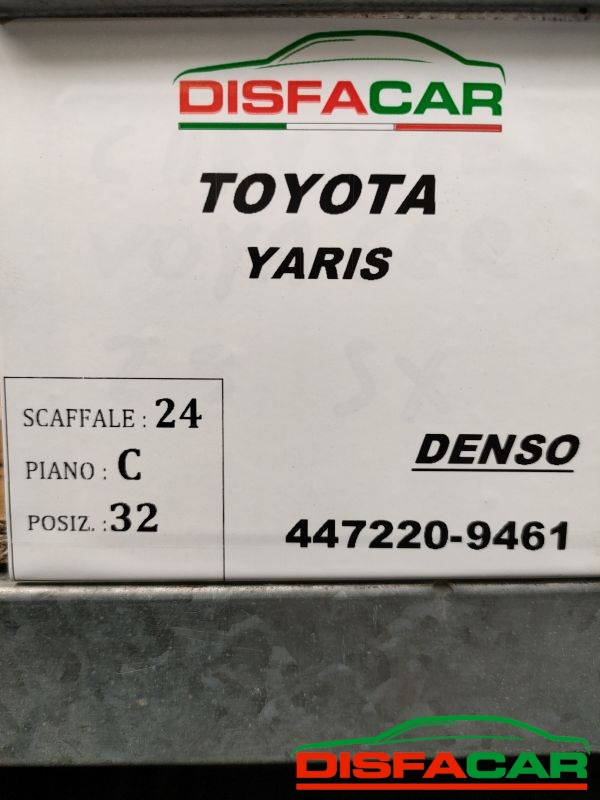 DISFACAR
TOYOTA
YARIS
SCAFFALE : 24
PIANO : C
POSIZ. : 32
DENSO
447220-9461
DISFACAR